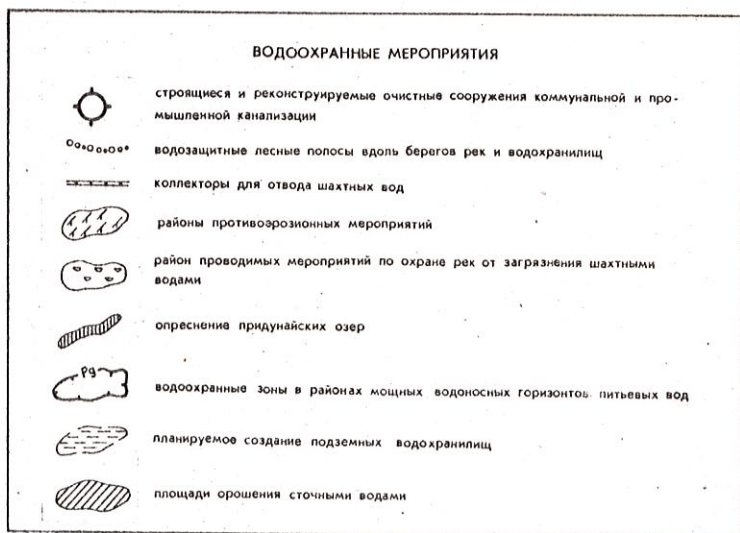 ВОДООХРАННЫЕ МЕРОПРИЯТИЯ
строящиеся и реконструируемые очистные сооружения коммунальной и про-
мышленной канализации
водозащитные лесные полосы вдоль берегов рек и водохранилищ
коллекторы для отвода шахтных вод
районы противоэрозионных мероприятий
район проводимых мероприятий по охране рек от загрязнения шахтными
водами
опреснение придунайских озер
Pg
водоохранные зоны в районах мощных водоносных горизонтов питьевых вод
планируемое создание подземных водохранилищ
площади орошения сточными водами